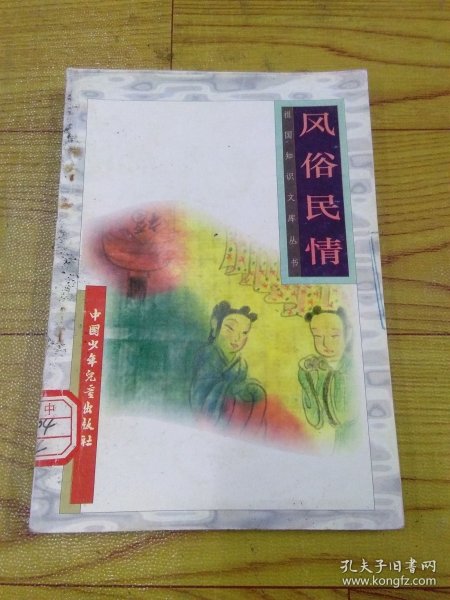 风俗民情
祖国知识文库丛书
中国少年儿童出版社
中
孔夫子旧书网
www.kongfz.com